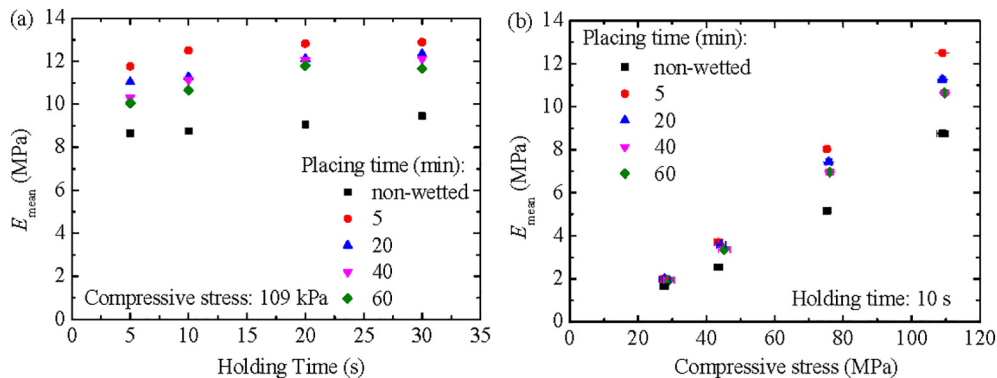 (a)
14
12
10
8
6
4
2
0
E_mean (MPa)
Placing time (min):
non-wetted
5
20
40
60
Compressive stress: 109 kPa
0 5 10 15 20 25 30 35
Holding Time (s)
(b)
14
12
10
8
6
4
2
0
E_mean (MPa)
Placing time (min):
non-wetted
5
20
40
60
Holding time: 10 s
0 20 40 60 80 100 120
Compressive stress (MPa)